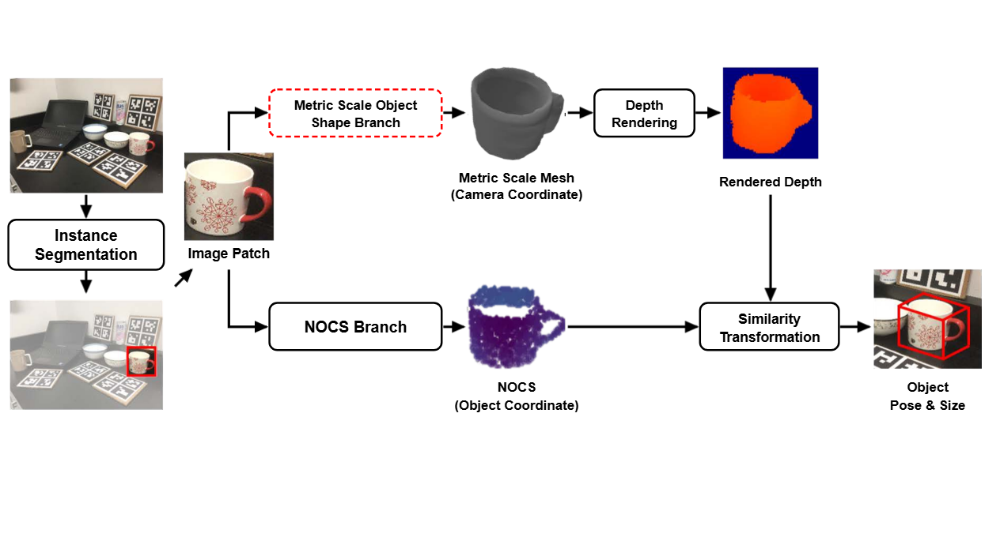 Instance
Segmentation
Image Patch
Metric Scale Object
Shape Branch
Metric Scale Mesh
(Camera Coordinate)
Depth
Rendering
Rendered Depth
NOCS Branch
NOCS
(Object Coordinate)
Similarity
Transformation
Object
Pose & Size